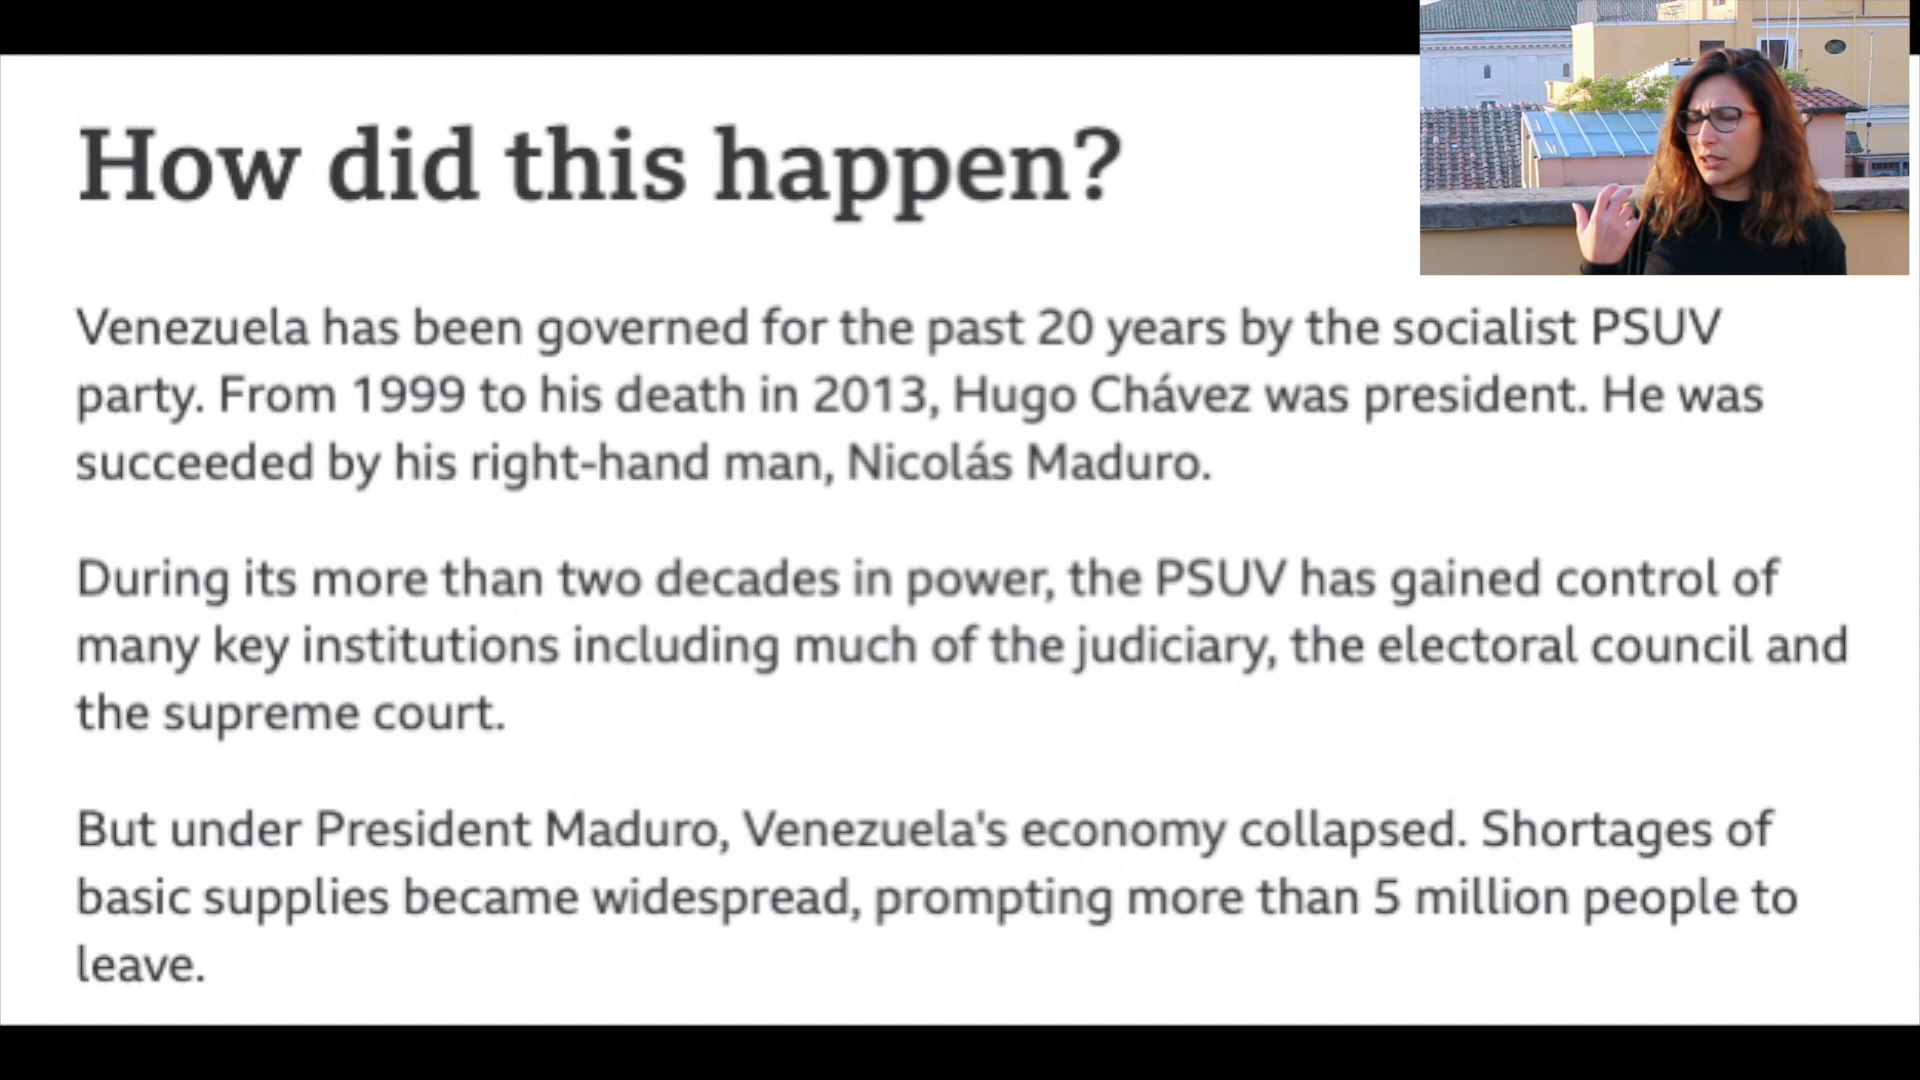 How did this happen?
Venezuela has been governed for the past 20 years by the socialist PSUV
party. From 1999 to his death in 2013, Hugo Chávez was president. He was
succeeded by his right-hand man, Nicolás Maduro.
During its more than two decades in power, the PSUV has gained control of
many key institutions including much of the judiciary, the electoral council and
the supreme court.
But under President Maduro, Venezuela's economy collapsed. Shortages of
basic supplies became widespread, prompting more than 5 million people to
leave.